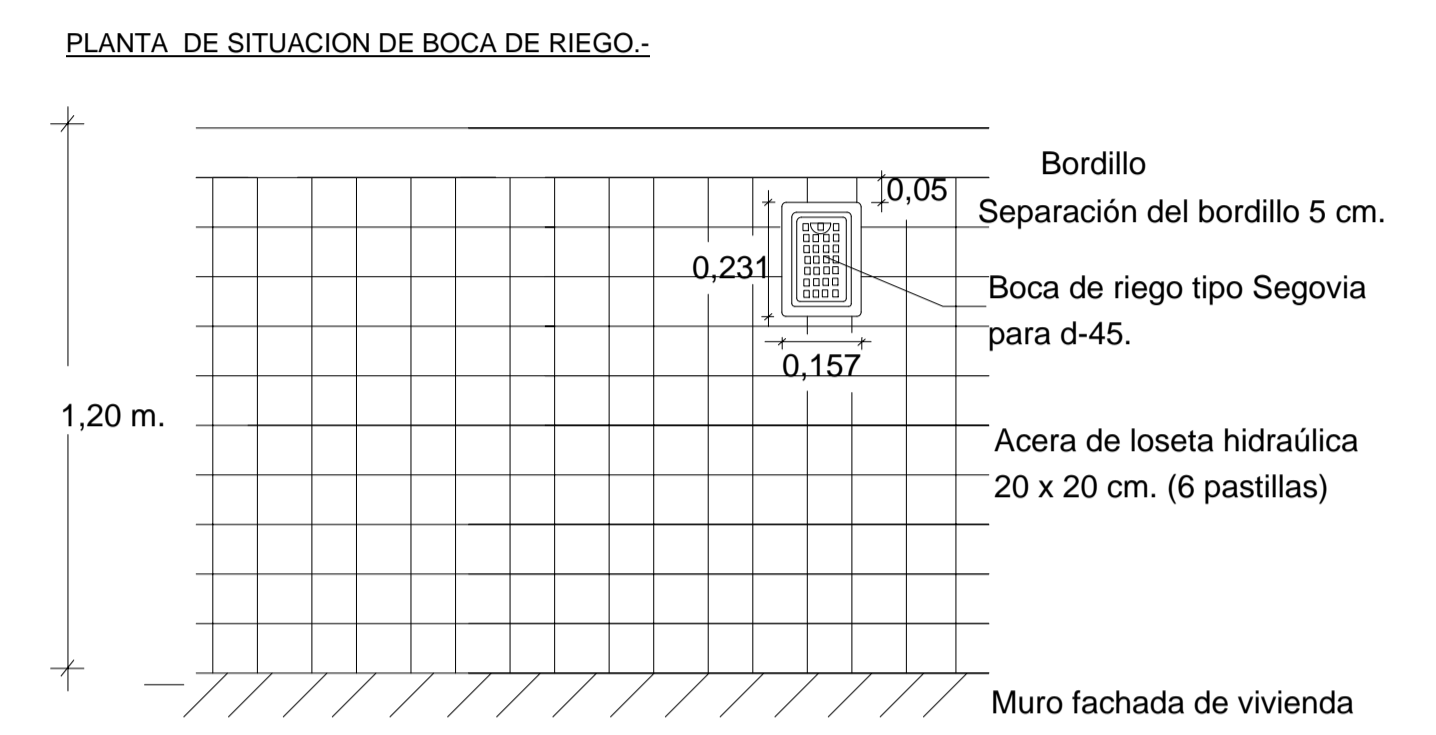 PLANTA DE SITUACION DE BOCA DE RIEGO.-
Bordillo
0,05
Separación del bordillo 5 cm.
0,231
Boca de riego tipo Segovia
para d-45.
0,157
1,20 m.
Acera de loseta hidraúlica
20 x 20 cm. (6 pastillas)
Muro fachada de vivienda